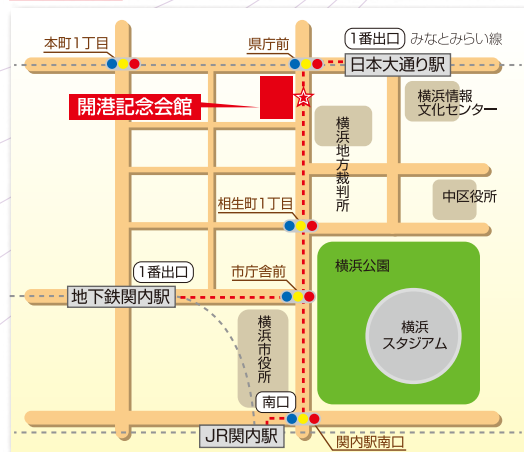 本町1丁目
県庁前
1番出口
みなとみらい線
日本大通り駅
開港記念会館
横浜情報
文化センター
横浜地方裁判所
中区役所
相生町1丁目
1番出口
市庁舎前
横浜公園
地下鉄関内駅
横浜
スタジアム
横浜市役所
南口
JR関内駅
関内駅南口